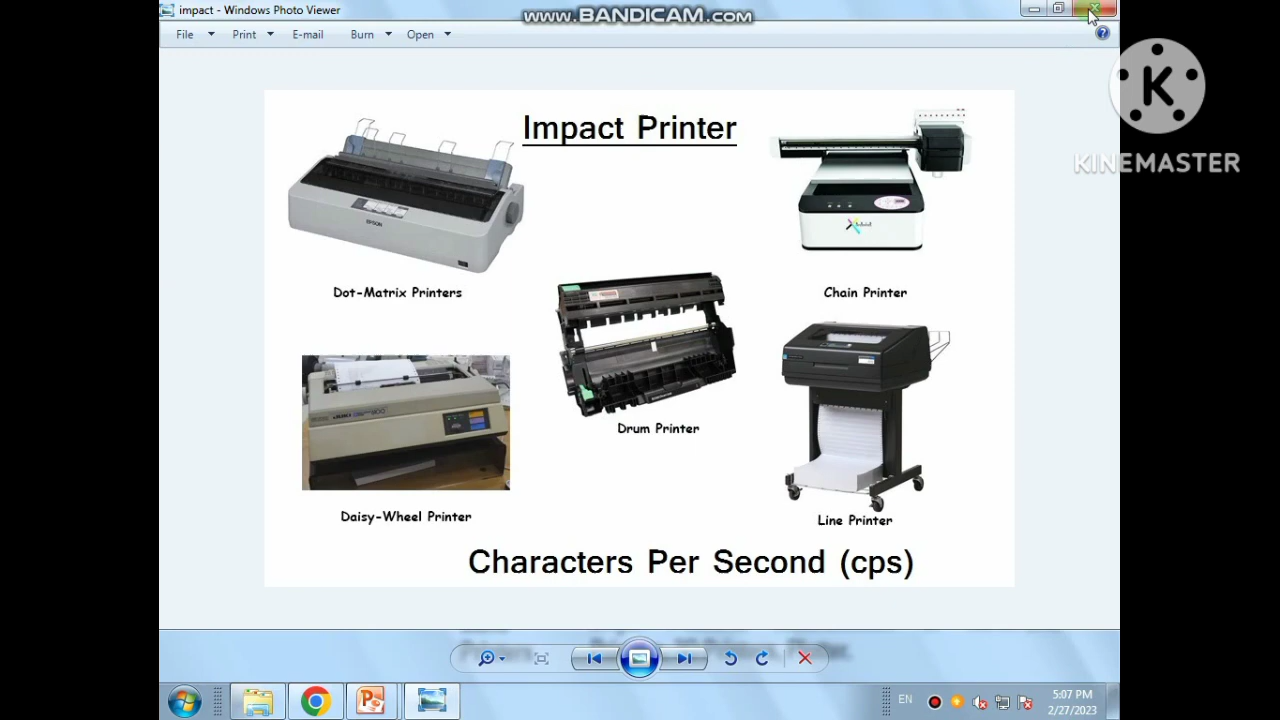 impact - Windows Photo Viewer
www.BANDICAM.com
File Print E-mail Burn Open
KINEMASTER
Impact Printer
EPSON
Dot-Matrix Printers
Chain Printer
Drum Printer
Daisy-Wheel Printer
Line Printer
Characters Per Second (cps)
EN
5:07 PM
2/27/2023